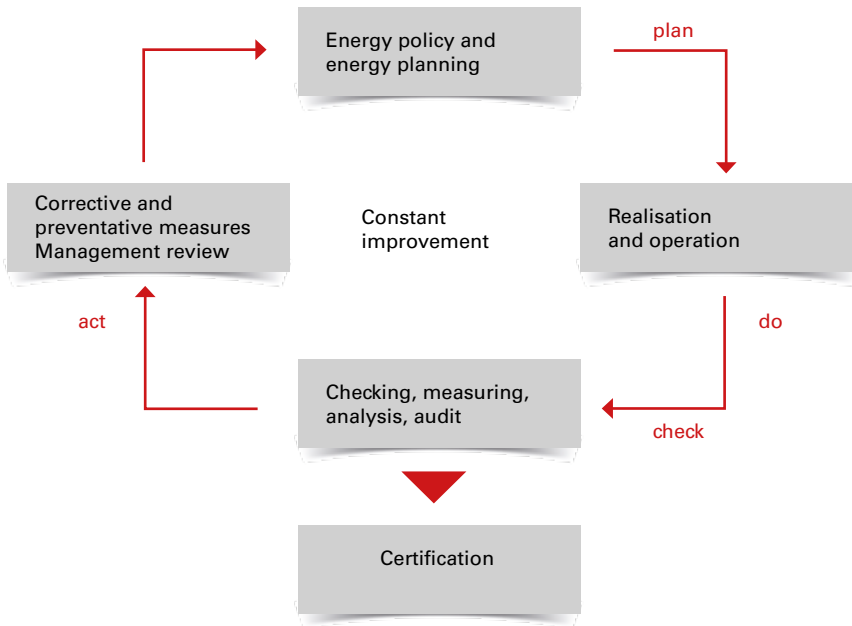 Energy policy and
energy planning
plan
Corrective and
preventative measures
Management review
Constant
improvement
Realisation
and operation
act
do
Checking, measuring,
analysis, audit
check
Certification